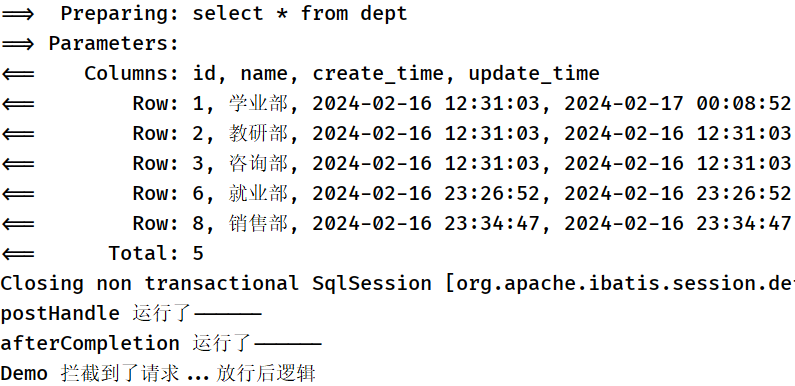 ==>  Preparing: select * from dept
==> Parameters:
<==    Columns: id, name, create_time, update_time
<==        Row: 1, 学业部, 2024-02-16 12:31:03, 2024-02-17 00:08:52
<==        Row: 2, 教研部, 2024-02-16 12:31:03, 2024-02-16 12:31:03
<==        Row: 3, 咨询部, 2024-02-16 12:31:03, 2024-02-16 12:31:03
<==        Row: 6, 就业部, 2024-02-16 23:26:52, 2024-02-16 23:26:52
<==        Row: 8, 销售部, 2024-02-16 23:34:47, 2024-02-16 23:34:47
<==      Total: 5
Closing non transactional SqlSession [org.apache.ibatis.session.de
postHandle 运行了------
afterCompletion 运行了------
Demo 拦截到了请求...放行后逻辑